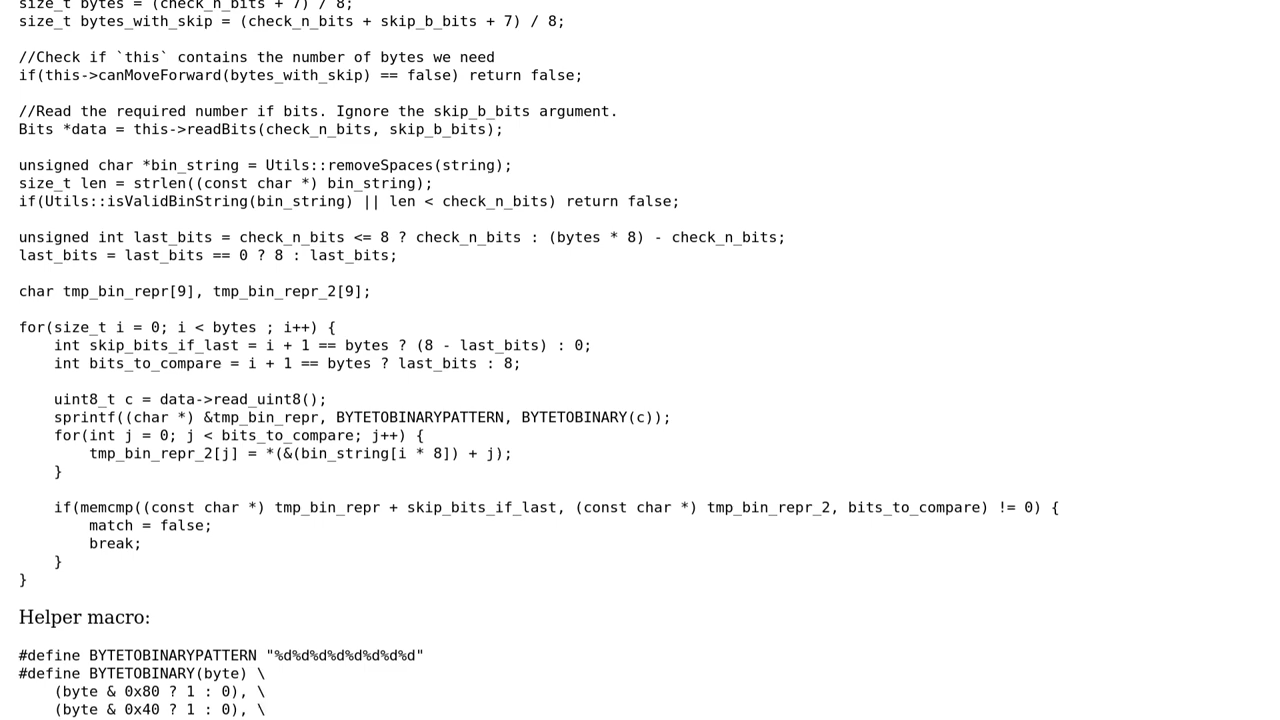 size_t bytes = (check_n_bits + 7) / 8;
size_t bytes_with_skip = (check_n_bits + skip_b_bits + 7) / 8;

//Check if `this` contains the number of bytes we need
if(this->canMoveForward(bytes_with_skip) == false) return false;

//Read the required number if bits. Ignore the skip_b_bits argument.
Bits *data = this->readBits(check_n_bits, skip_b_bits);

unsigned char *bin_string = Utils::removeSpaces(string);
size_t len = strlen((const char *) bin_string);
if(Utils::isValidBinString(bin_string) || len < check_n_bits) return false;

unsigned int last_bits = check_n_bits <= 8 ? check_n_bits : (bytes * 8) - check_n_bits;
last_bits = last_bits == 0 ? 8 : last_bits;

char tmp_bin_repr[9], tmp_bin_repr_2[9];

for(size_t i = 0; i < bytes ; i++) {
    int skip_bits_if_last = i + 1 == bytes ? (8 - last_bits) : 0;
    int bits_to_compare = i + 1 == bytes ? last_bits : 8;

    uint8_t c = data->read_uint8();
    sprintf((char *) &tmp_bin_repr, BYTETOBINARYPATTERN, BYTETOBINARY(c));
    for(int j = 0; j < bits_to_compare; j++) {
        tmp_bin_repr_2[j] = *(&(bin_string[i * 8]) + j);
    }

    if(memcmp((const char *) tmp_bin_repr + skip_bits_if_last, (const char *) tmp_bin_repr_2, bits_to_compare) != 0) {
        match = false;
        break;
    }
}

Helper macro:

#define BYTETOBINARYPATTERN "%d%d%d%d%d%d%d%d"
#define BYTETOBINARY(byte) \
    (byte & 0x80 ? 1 : 0), \
    (byte & 0x40 ? 1 : 0), \